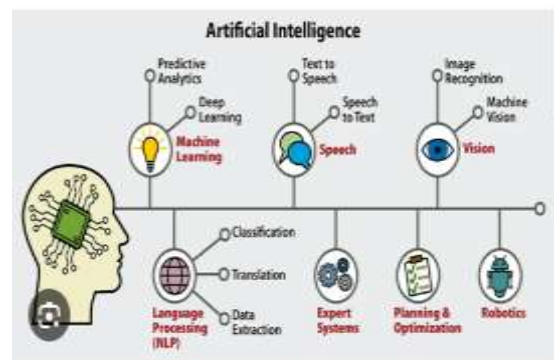 Artificial Intelligence
Predictive
Analytics
Deep
Learning
Machine
Learning
Text to
Speech
Speech
to Text
Speech
Image
Recognition
Machine
Vision
Vision
Classification
Translation
Data
Extraction
Language
Processing
(NLP)
Expert
Systems
Planning &
Optimization
Robotics